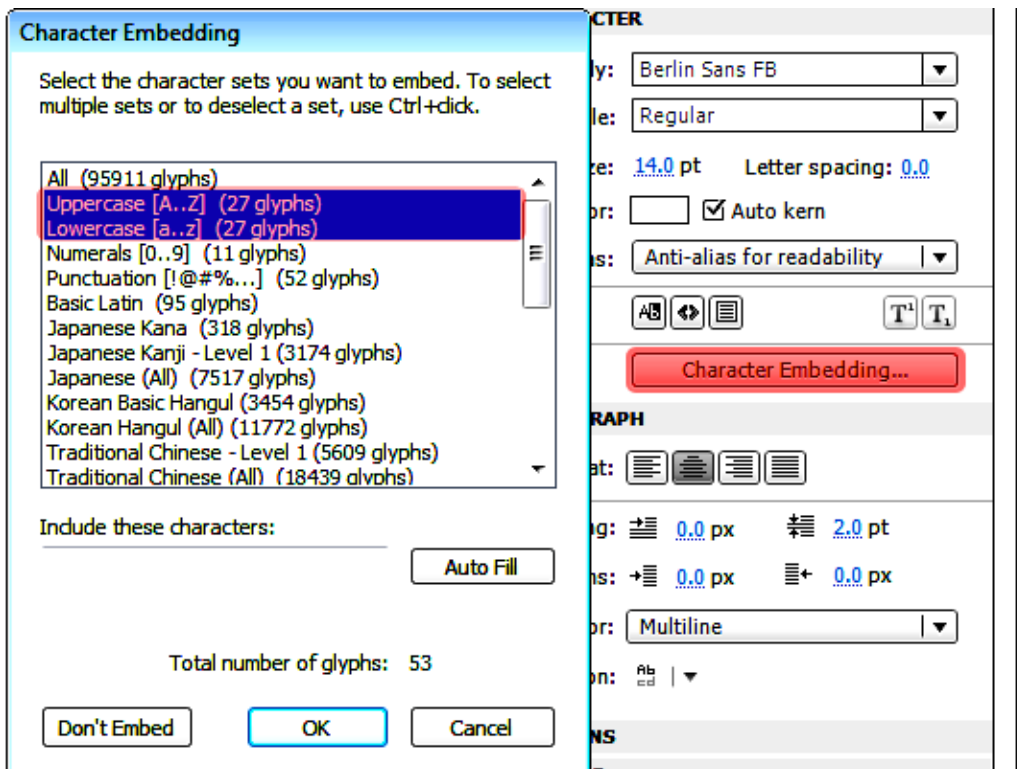 Character Embedding
Select the character sets you want to embed. To select
multiple sets or to deselect a set, use Ctrl+click.
All (95911 glyphs)
Uppercase [A..Z] (27 glyphs)
Lowercase [a..z] (27 glyphs)
Numerals [0..9] (11 glyphs)
Punctuation [!@#%...] (52 glyphs)
Basic Latin (95 glyphs)
Japanese Kana (318 glyphs)
Japanese Kanji - Level 1 (3174 glyphs)
Japanese (All) (7517 glyphs)
Korean Basic Hangul (3454 glyphs)
Korean Hangul (All) (11772 glyphs)
Traditional Chinese - Level 1 (5609 glyphs)
Traditional Chinese (All) (18439 glyphs)
Include these characters:
Auto Fill
Total number of glyphs: 53
Don't Embed
OK
Cancel
CTER
ly: Berlin Sans FB
le: Regular
ze: 14.0 pt Letter spacing: 0.0
or: Auto kern
as: Anti-alias for readability
AB <> T¹ T₁
Character Embedding...
RAPH
at:
ng: 0.0 px 2.0 pt
ns: 0.0 px 0.0 px
or: Multiline
on: Ab cd
NS